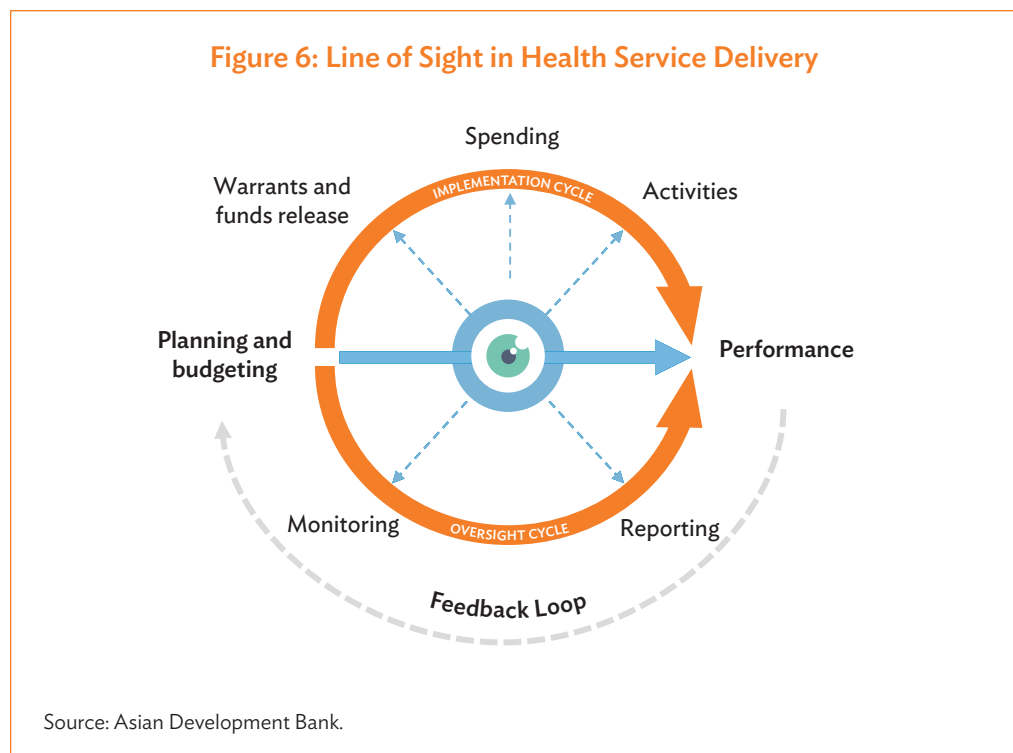 Figure 6: Line of Sight in Health Service Delivery
Spending
Warrants and
funds release
IMPLEMENTATION CYCLE
Activities
Planning and
budgeting
Performance
Monitoring
OVERSIGHT CYCLE
Reporting
Feedback Loop
Source: Asian Development Bank.